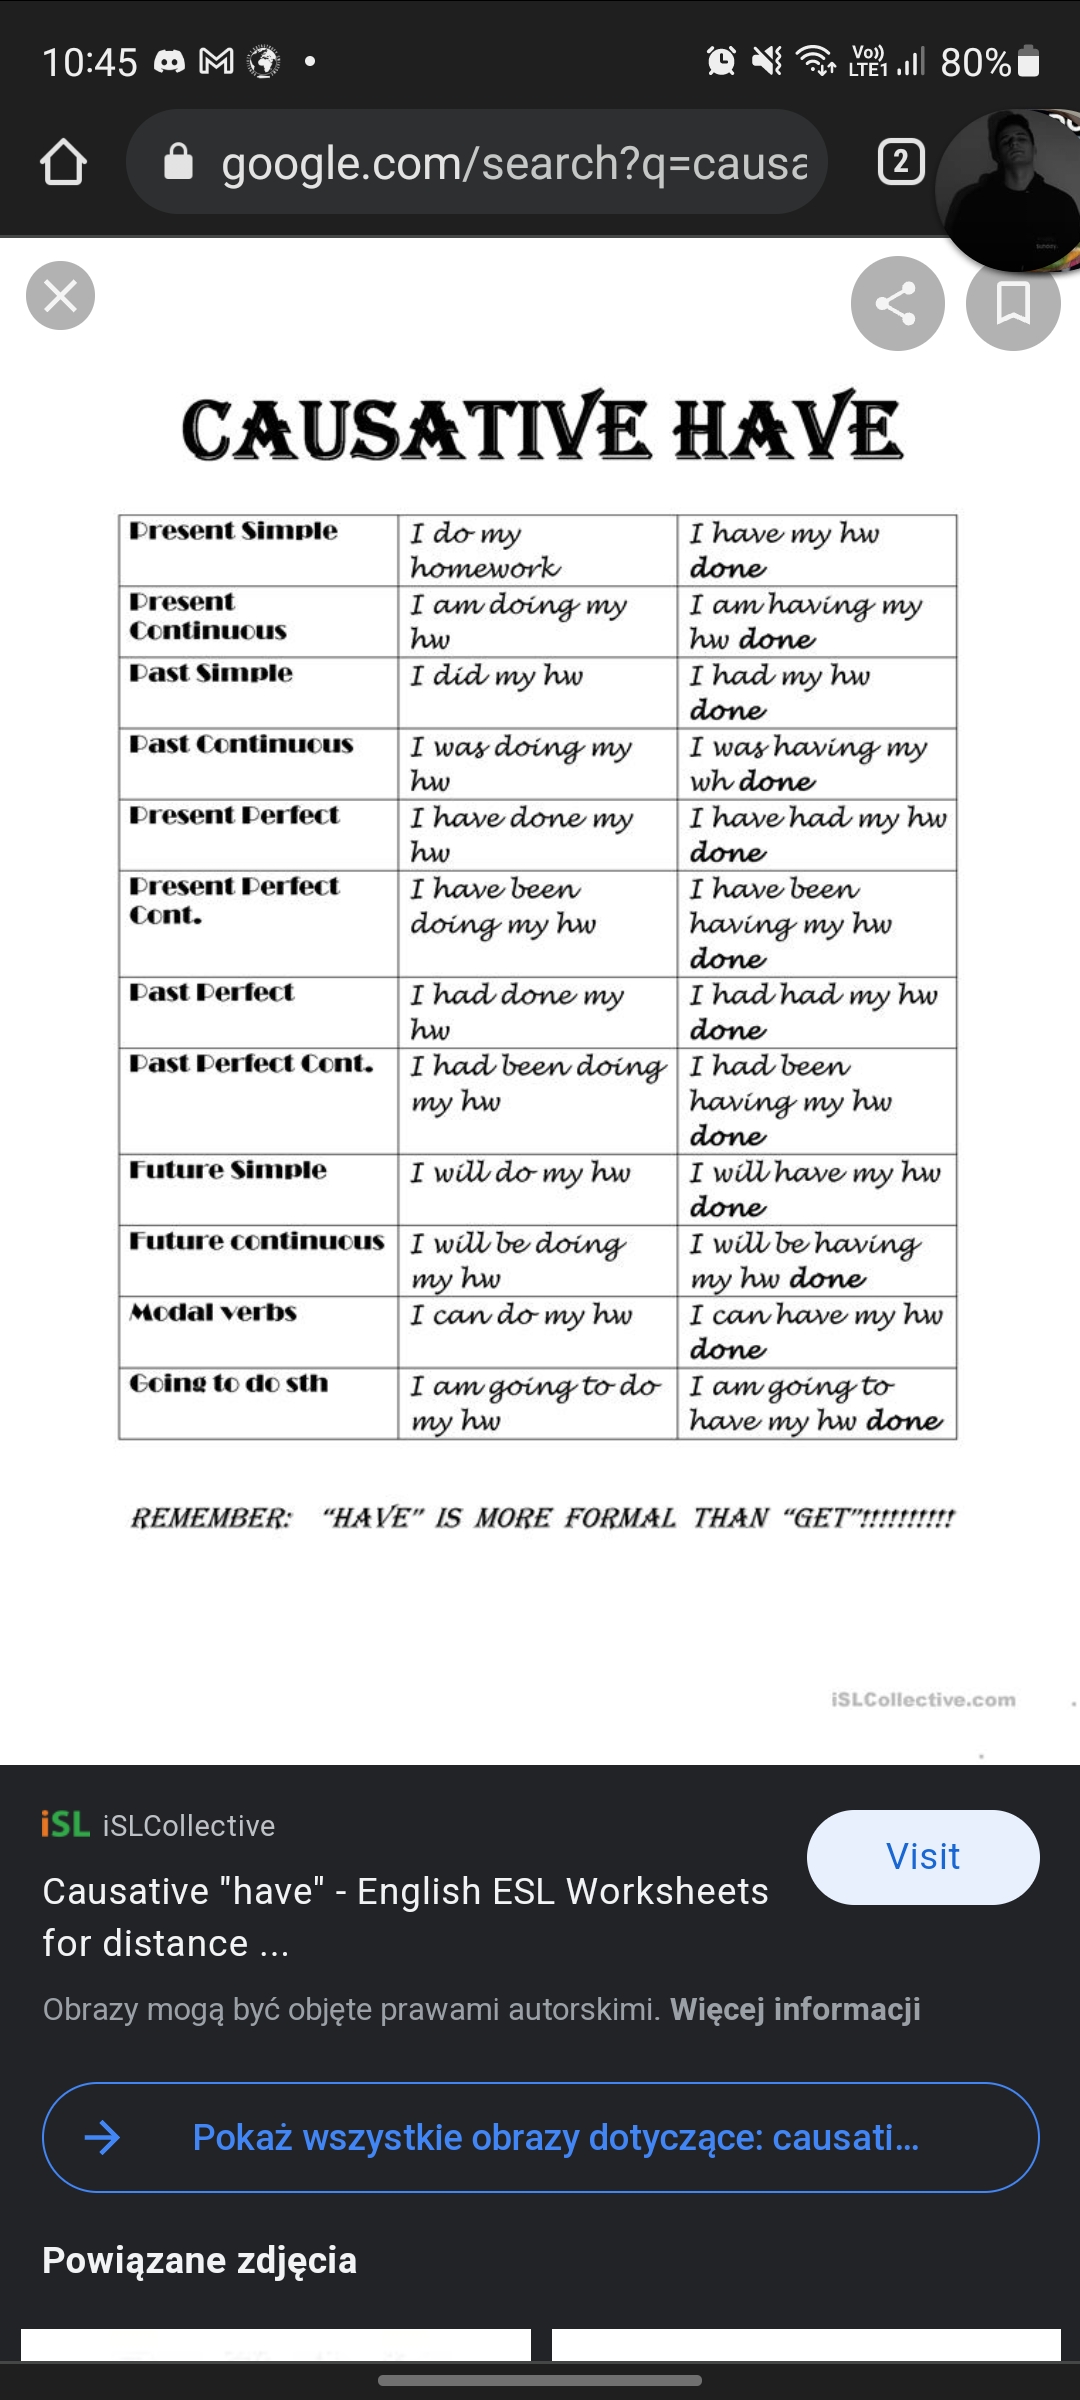 10:45
Vo))
LTE1
80%
google.com/search?q=causa
2
CAUSATIVE HAVE
Present Simple
I do my
homework
I have my hw
done
Present
Continuous
I am doing my
hw
I am having my
hw done
Past Simple
I did my hw
I had my hw
done
Past Continuous
I was doing my
hw
I was having my
wh done
Present Perfect
I have done my
hw
I have had my hw
done
Present Perfect
Cont.
I have been
doing my hw
I have been
having my hw
done
Past Perfect
I had done my
hw
I had had my hw
done
Past Perfect Cont.
I had been doing
my hw
I had been
having my hw
done
Future Simple
I will do my hw
I will have my hw
done
Future continuous
I will be doing
my hw
I will be having
my hw done
Modal verbs
I can do my hw
I can have my hw
done
Going to do sth
I am going to do
my hw
I am going to
have my hw done
REMEMBER: “HAVE” IS MORE FORMAL THAN “GET”!!!!!!!!!!
iSLCollective.com
iSL iSLCollective
Visit
Causative "have" - English ESL Worksheets
for distance ...
Obrazy mogą być objęte prawami autorskimi. Więcej informacji
Pokaż wszystkie obrazy dotyczące: causati...
Powiązane zdjęcia